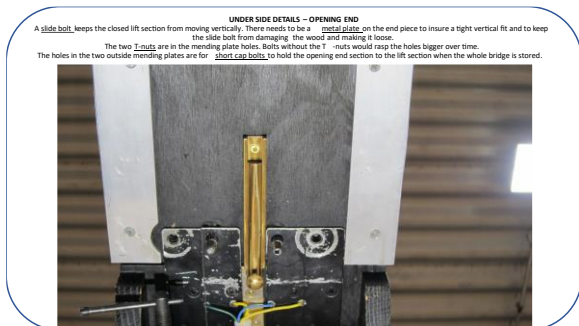 UNDER SIDE DETAILS – OPENING END
A slide bolt keeps the closed lift section from moving vertically. There needs to be a metal plate on the end piece to insure a tight vertical fit and to keep
the slide bolt from damaging the wood and making it loose.
The two T-nuts are in the mending plate holes. Bolts without the T -nuts would rasp the holes bigger over time.
The holes in the two outside mending plates are for short cap bolts to hold the opening end section to the lift section when the whole bridge is stored.